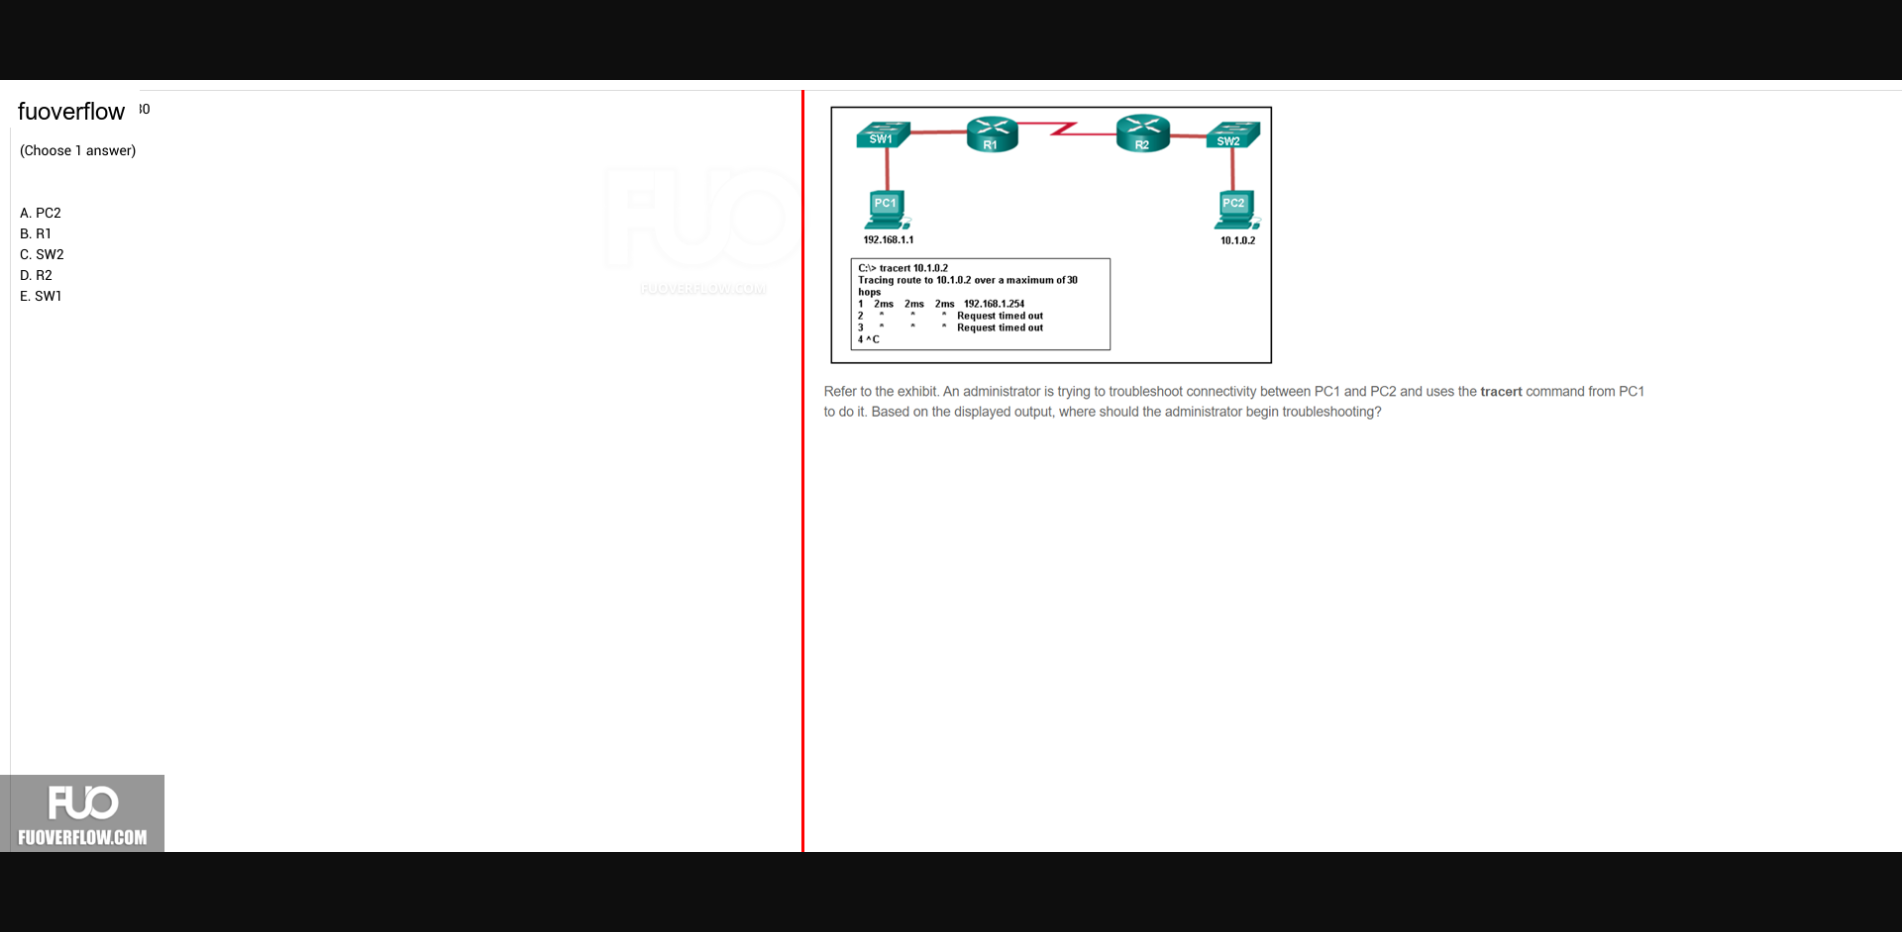 fuoverflow
(Choose 1 answer)
A. PC2
B. R1
C. SW2
D. R2
E. SW1
FUO
FUOVERFLOW.COM
SW1
R1
R2
SW2
PC1
PC2
192.168.1.1
10.1.0.2
C:\> tracert 10.1.0.2
Tracing route to 10.1.0.2 over a maximum of 30
hops
1 2ms 2ms 2ms 192.168.1.254
2 * * * Request timed out
3 * * * Request timed out
4 ^C
Refer to the exhibit. An administrator is trying to troubleshoot connectivity between PC1 and PC2 and uses the tracert command from PC1
to do it. Based on the displayed output, where should the administrator begin troubleshooting?
FUO
FUOVERFLOW.COM